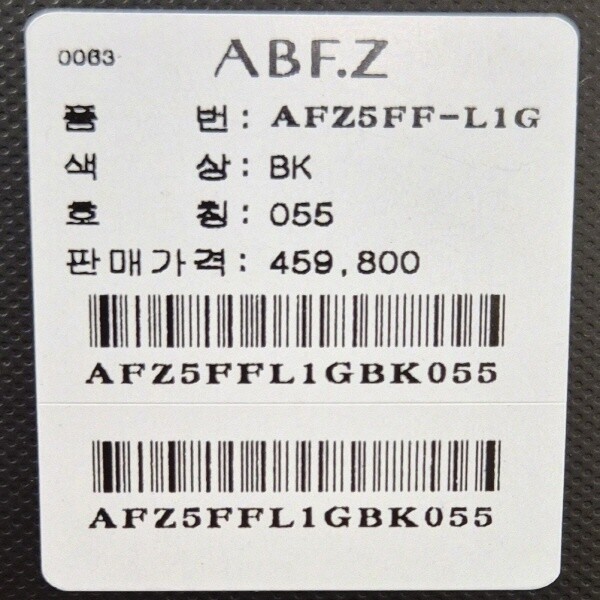 0063 ABF.Z
품 번: AFZ5FF-L1G
색 상: BK
호 칭: 055
판매가격: 459,800
AFZ5FFL1GBK055
AFZ5FFL1GBK055